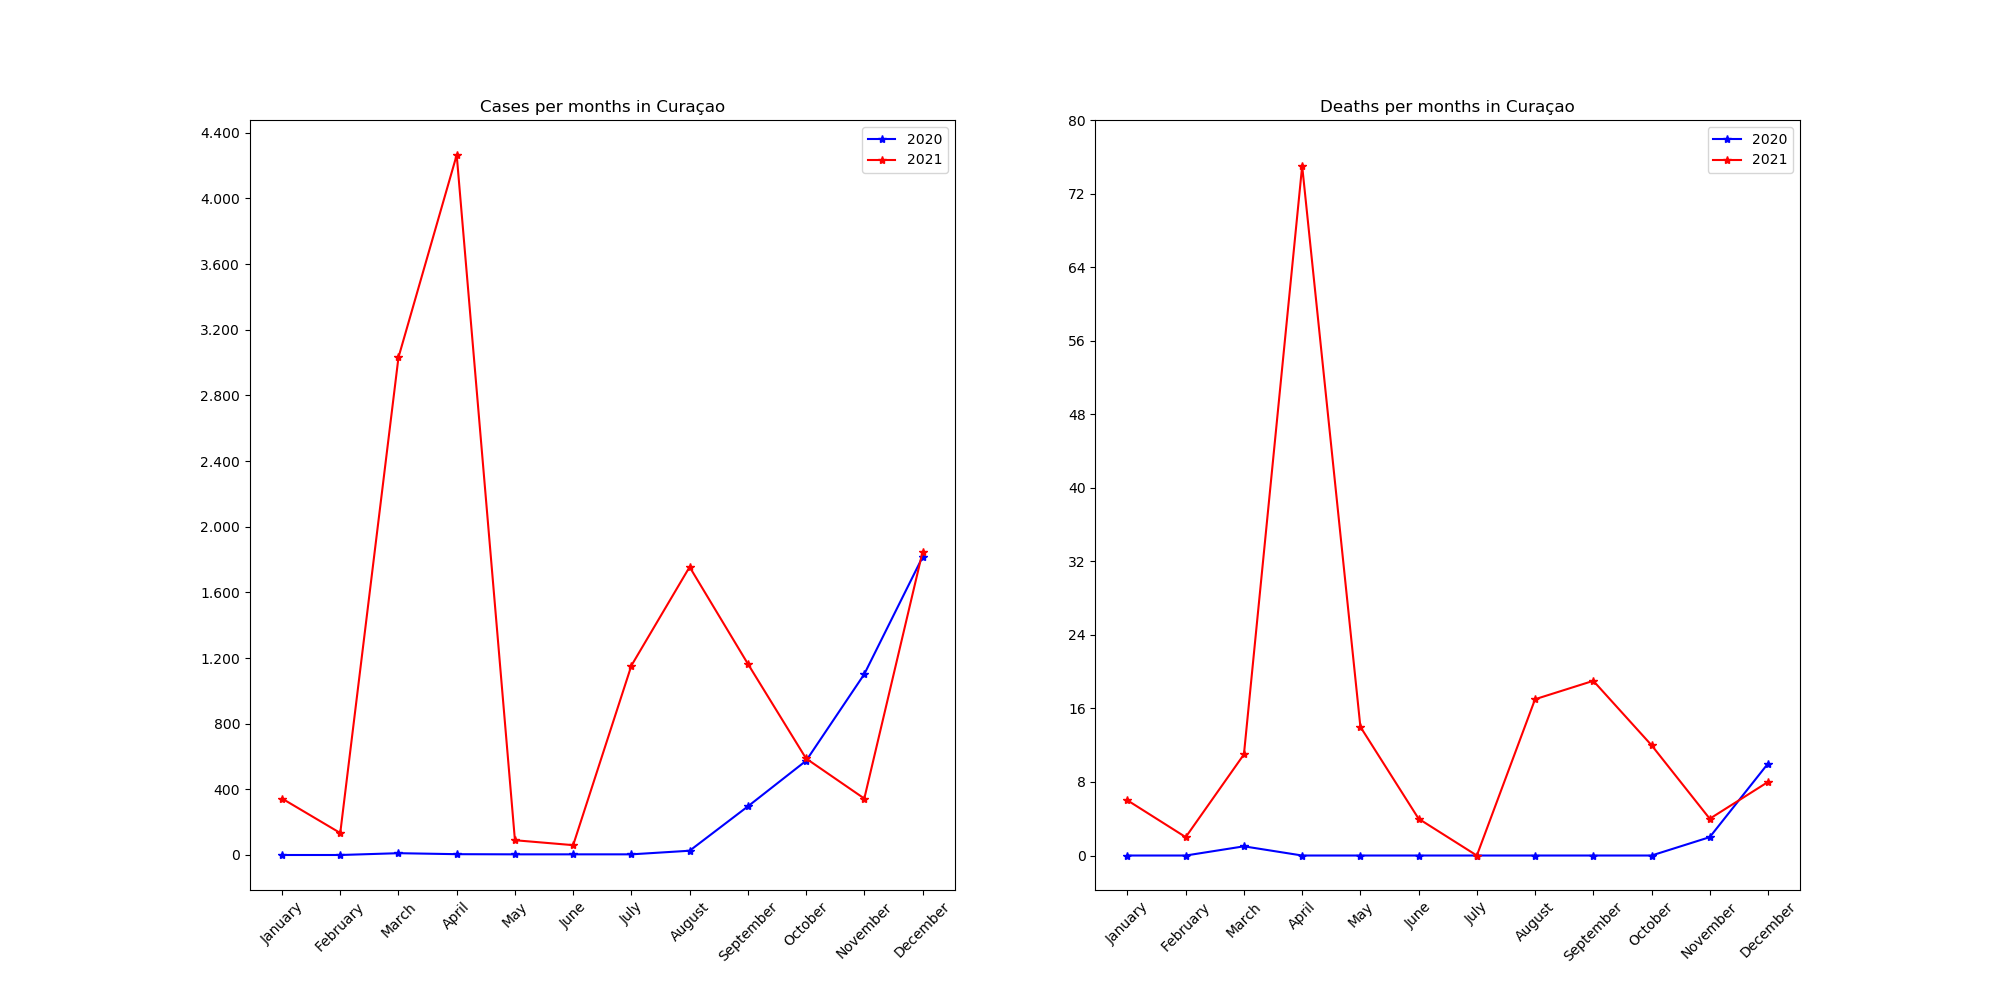 Cases per months in Curaçao
4.400
4.000
3.600
3.200
2.800
2.400
2.000
1.600
1.200
800
400
0
2020
2021
January
February
March
April
May
June
July
August
September
October
November
December
Deaths per months in Curaçao
80
72
64
56
48
40
32
24
16
8
0
2020
2021
January
February
March
April
May
June
July
August
September
October
November
December